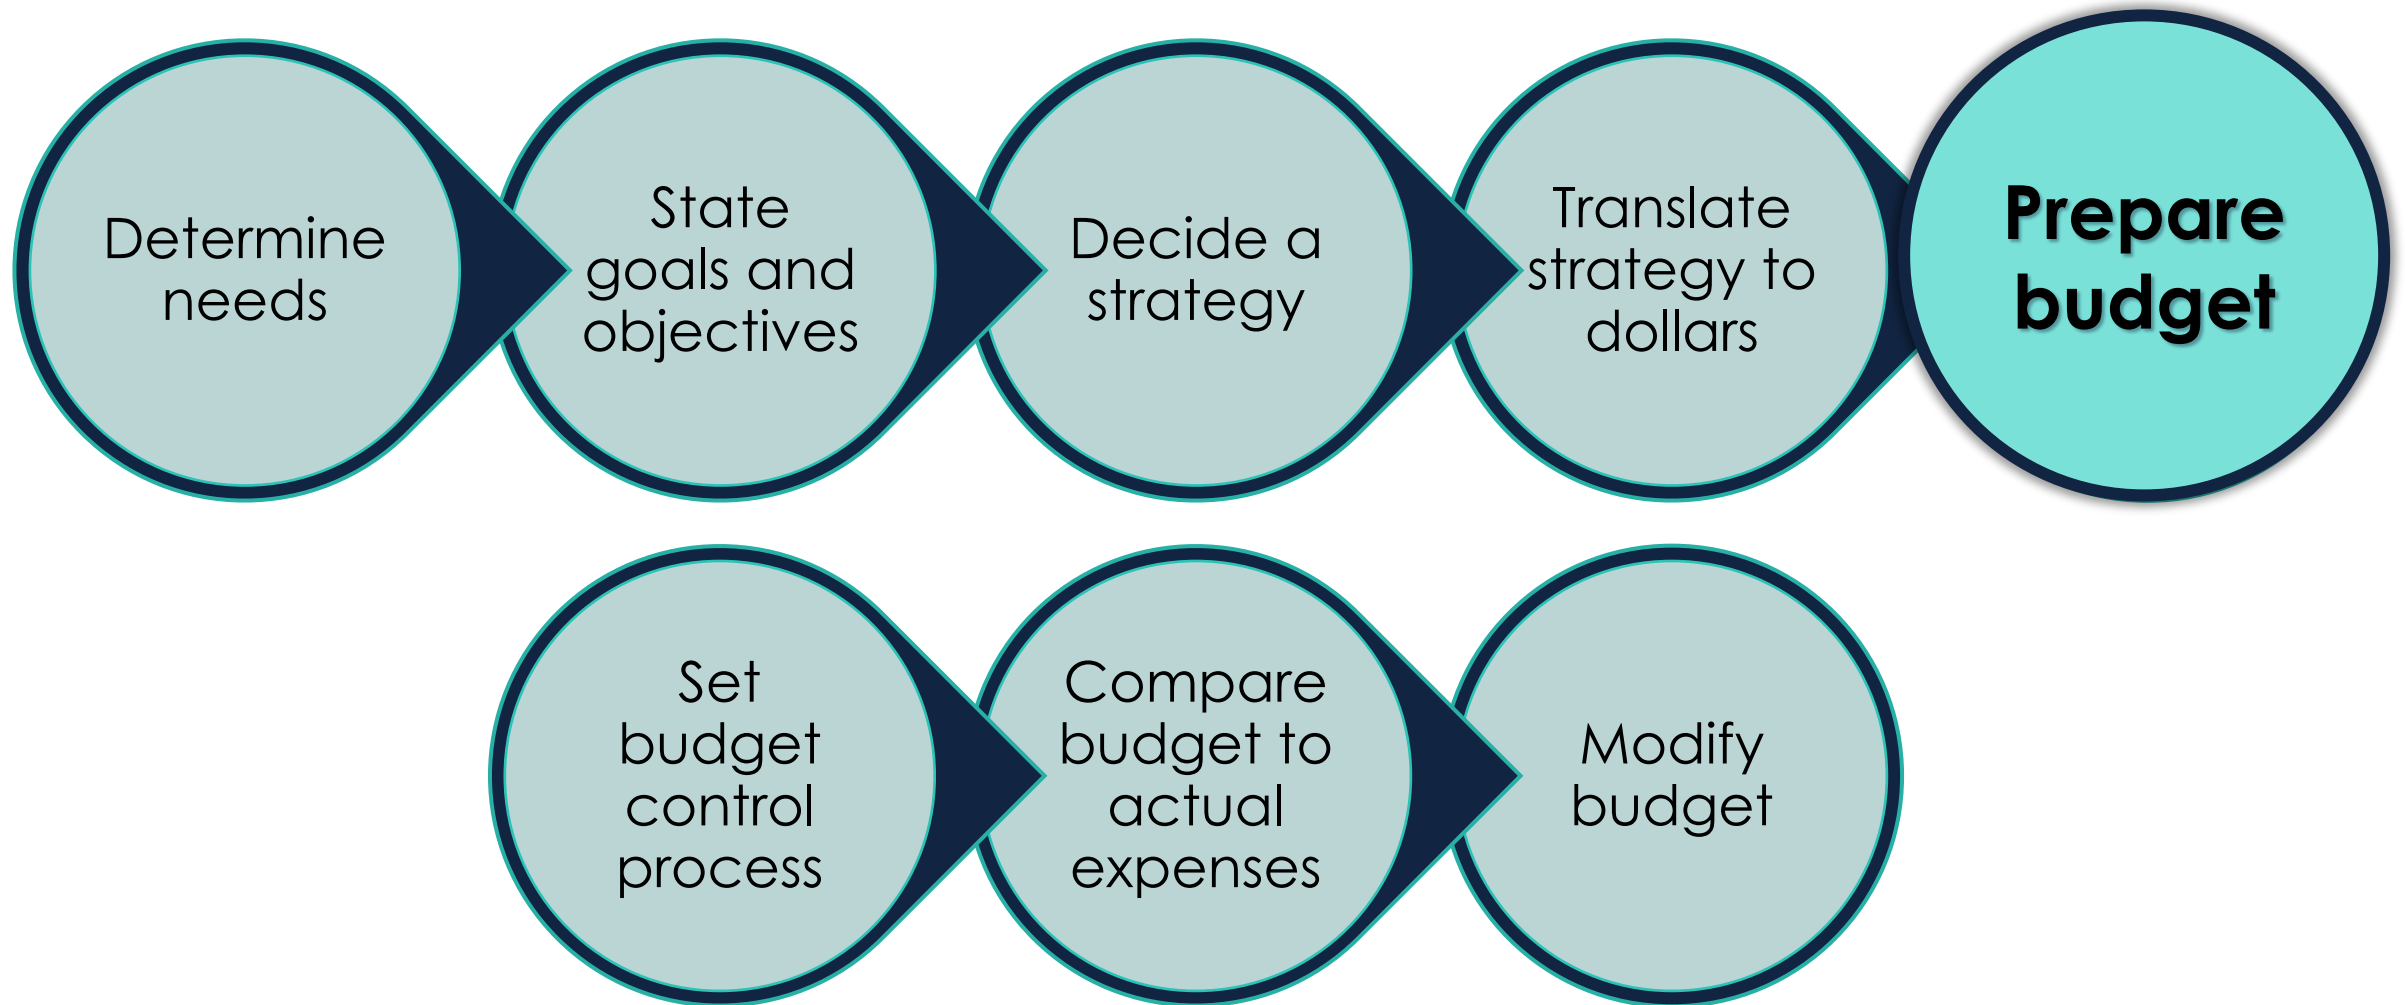 Determine
needs
State
goals and
objectives
Decide a
strategy
Translate
strategy to
dollars
Prepare
budget
Set
budget
control
process
Compare
budget to
actual
expenses
Modify
budget